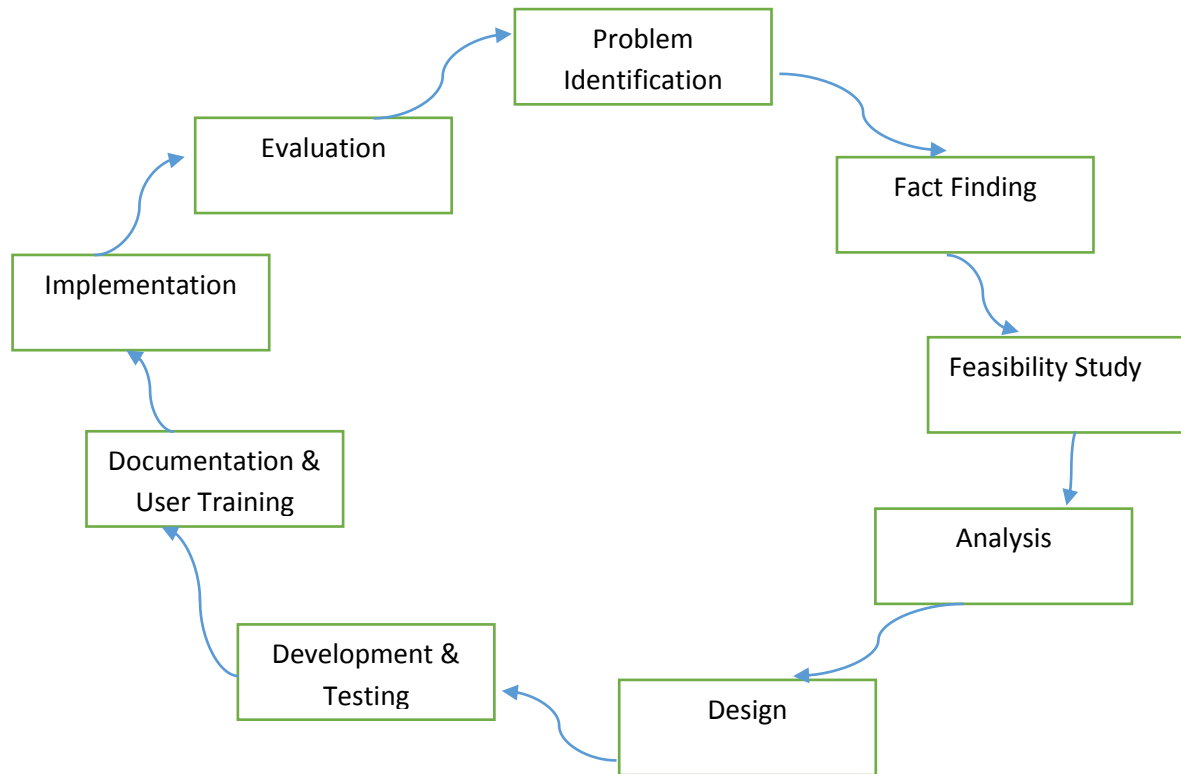 Problem
Identification
Fact Finding
Feasibility Study
Analysis
Design
Development &
Testing
Documentation &
User Training
Implementation
Evaluation